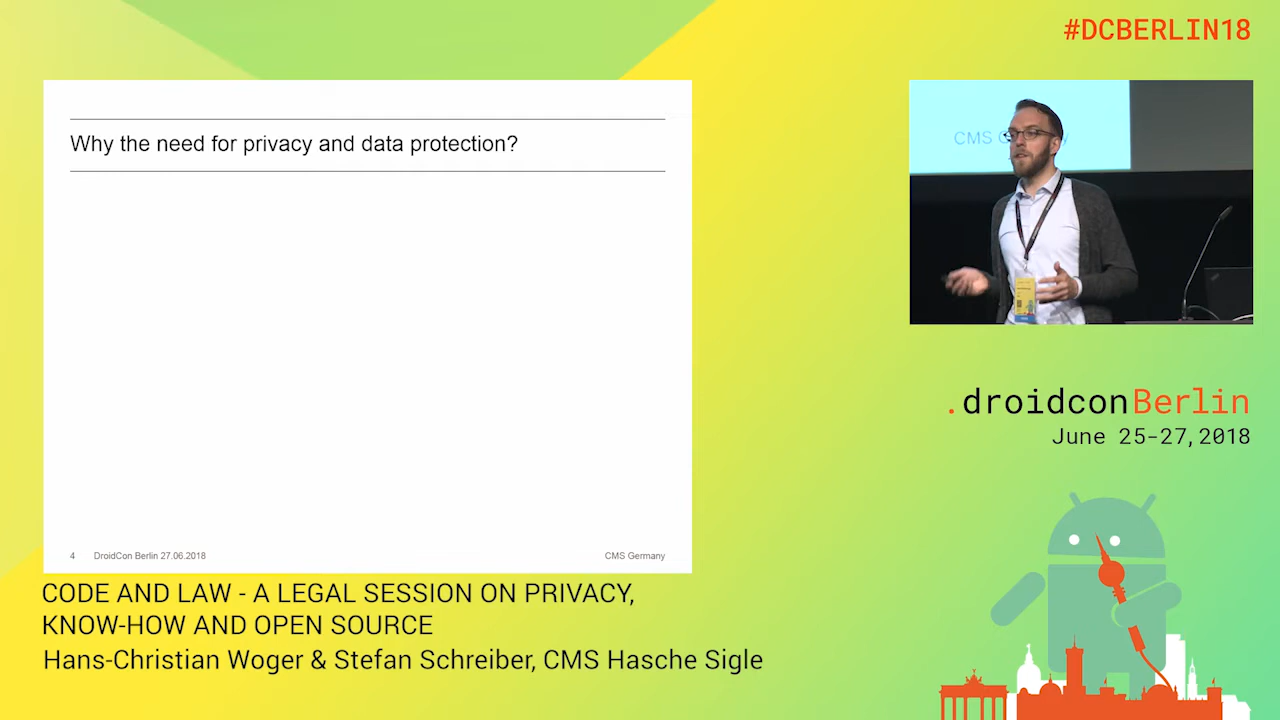 #DCBERLIN18
Why the need for privacy and data protection?
CMS G
4 DroidCon Berlin 27.06.2018 CMS Germany
.droidconBerlin
June 25-27,2018
CODE AND LAW - A LEGAL SESSION ON PRIVACY,
KNOW-HOW AND OPEN SOURCE
Hans-Christian Woger & Stefan Schreiber, CMS Hasche Sigle